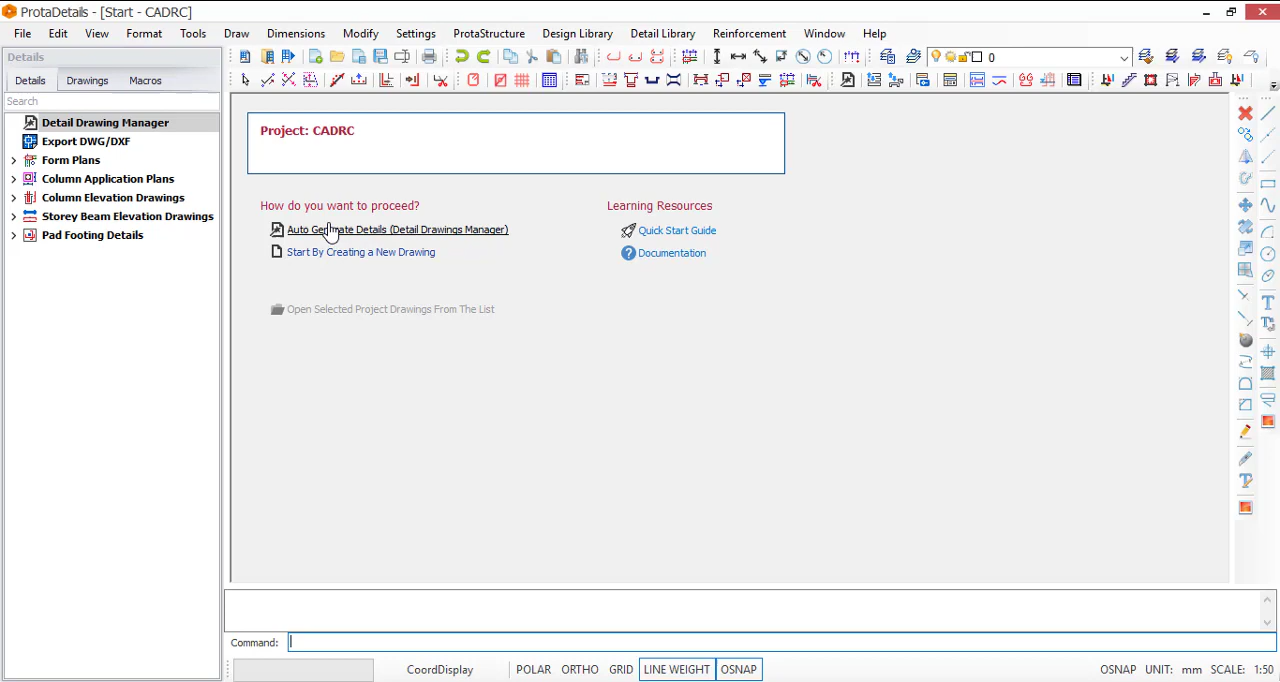 ProtaDetails - [Start - CADRC]
File Edit View Format Tools Draw Dimensions Modify Settings ProtaStructure Design Library Detail Library Reinforcement Window Help
Details
0
Details Drawings Macros
Search
Detail Drawing Manager
Export DWG/DXF
Form Plans
Column Application Plans
Column Elevation Drawings
Storey Beam Elevation Drawings
Pad Footing Details
Project: CADRC
How do you want to proceed?
Auto Generate Details (Detail Drawings Manager)
Start By Creating a New Drawing
Open Selected Project Drawings From The List
Learning Resources
Quick Start Guide
Documentation
Command:
CoordDisplay POLAR ORTHO GRID LINE WEIGHT OSNAP OSNAP UNIT: mm SCALE: 1:50